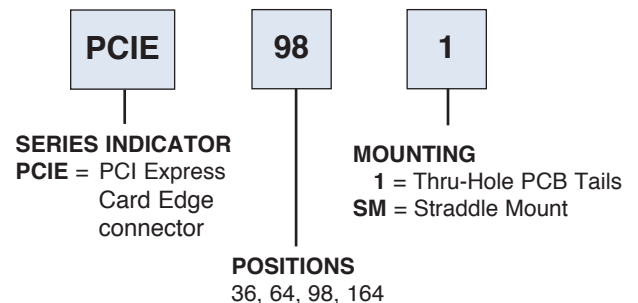 PCIE 98 1
SERIES INDICATOR
PCIE = PCI Express
Card Edge
connector
POSITIONS
36, 64, 98, 164
MOUNTING
1 = Thru-Hole PCB Tails
SM = Straddle Mount